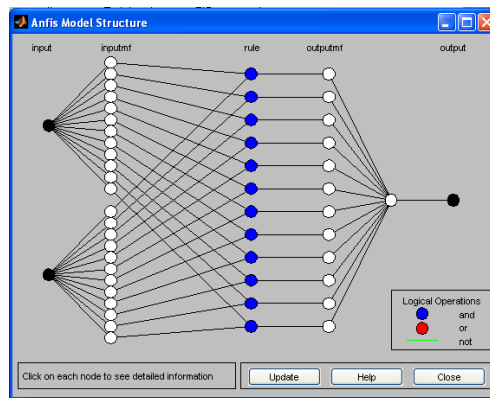 Anfis Model Structure
input inputmf rule outputmf output
Logical Operations
and
or
not
Click on each node to see detailed information
Update Help Close